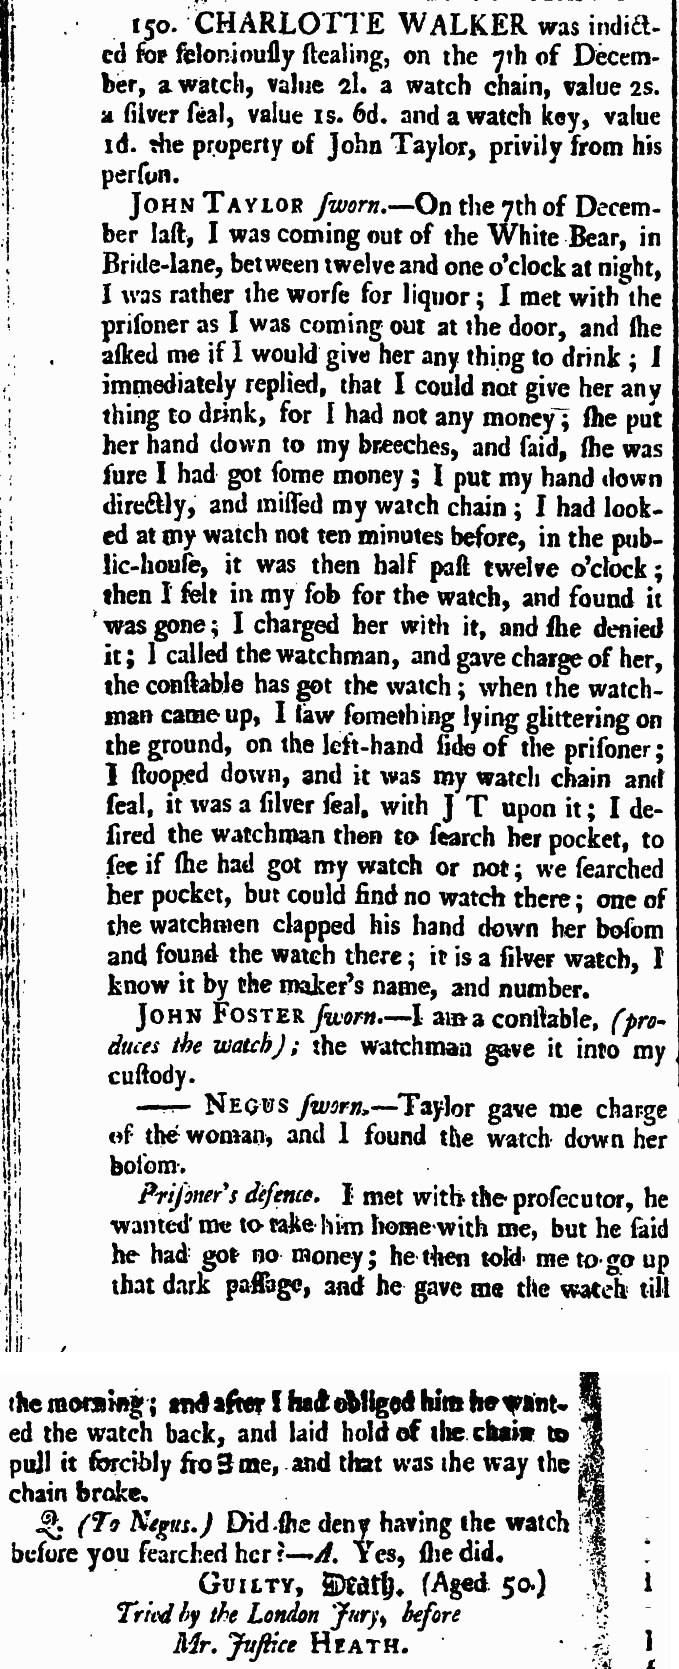 150. CHARLOTTE WALKER was indict-
ed for feloniouſly ſtealing, on the 7th of Decem-
ber, a watch, value 2l. a watch chain, value 2s.
a ſilver ſeal, value 1s. 6d. and a watch key, value
1d. the property of John Taylor, privily from his
perſon.
JOHN TAYLOR ſworn.—On the 7th of Decem-
ber laſt, I was coming out of the White Bear, in
Bride-lane, between twelve and one o'clock at night,
I was rather the worſe for liquor; I met with the
priſoner as I was coming out at the door, and ſhe
aſked me if I would give her any thing to drink; I
immediately replied, that I could not give her any
thing to drink, for I had not any money; ſhe put
her hand down to my breeches, and ſaid, ſhe was
ſure I had got ſome money; I put my hand down
directly, and miſſed my watch chain; I had look-
ed at my watch not ten minutes before, in the pub-
lic-houſe, it was then half paſt twelve o'clock;
then I felt in my fob for the watch, and found it
was gone; I charged her with it, and ſhe denied
it; I called the watchman, and gave charge of her,
the conſtable has got the watch; when the watch-
man came up, I ſaw ſomething lying glittering on
the ground, on the left-hand ſide of the priſoner;
I ſtooped down, and it was my watch chain and
ſeal, it was a ſilver ſeal, with J T upon it; I de-
ſired the watchman then to ſearch her pocket, to
ſee if ſhe had got my watch or not; we ſearched
her pocket, but could find no watch there; one of
the watchmen clapped his hand down her boſom
and found the watch there; it is a ſilver watch, I
know it by the maker's name, and number.
JOHN FOSTER ſworn.—I am a conſtable, (pro-
duces the watch); the watchman gave it into my
cuſtody.
—— NEGUS ſworn.—Taylor gave me charge
of the woman, and I found the watch down her
boſom.
Priſoner's defence. I met with the proſecutor, he
wanted me to take him home with me, but he ſaid
he had got no money; he then told me to go up
that dark paſſage, and he gave me the watch till
the morning; and after I had obliged him he want-
ed the watch back, and laid hold of the chain to
pull it forcibly from me, and that was the way the
chain broke.
Q. (To Negus.) Did ſhe deny having the watch
before you ſearched her?—A. Yes, ſhe did.
GUILTY, Death. (Aged 50.)
Tried by the London Jury, before
Mr. Juſtice HEATH.